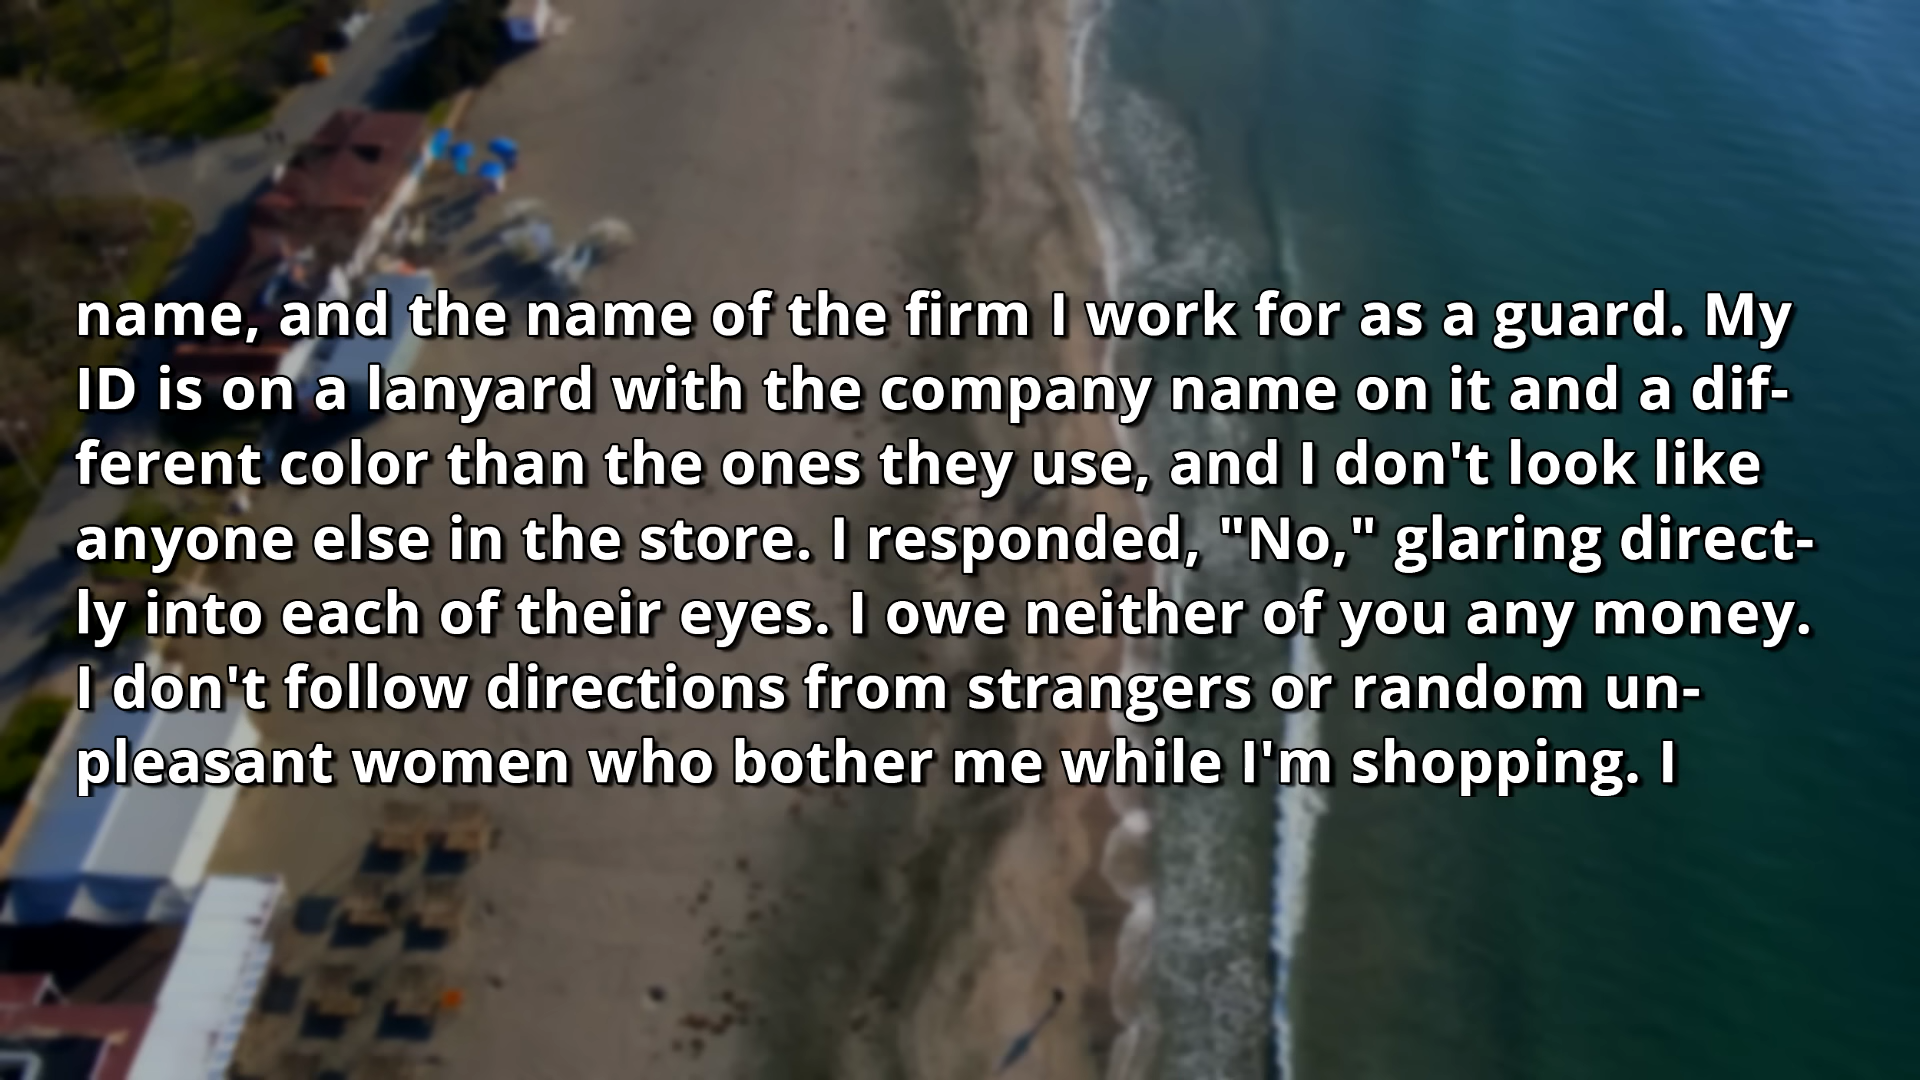 name, and the name of the firm I work for as a guard. My
ID is on a lanyard with the company name on it and a dif-
ferent color than the ones they use, and I don't look like
anyone else in the store. I responded, "No," glaring direct-
ly into each of their eyes. I owe neither of you any money.
I don't follow directions from strangers or random un-
pleasant women who bother me while I'm shopping. I